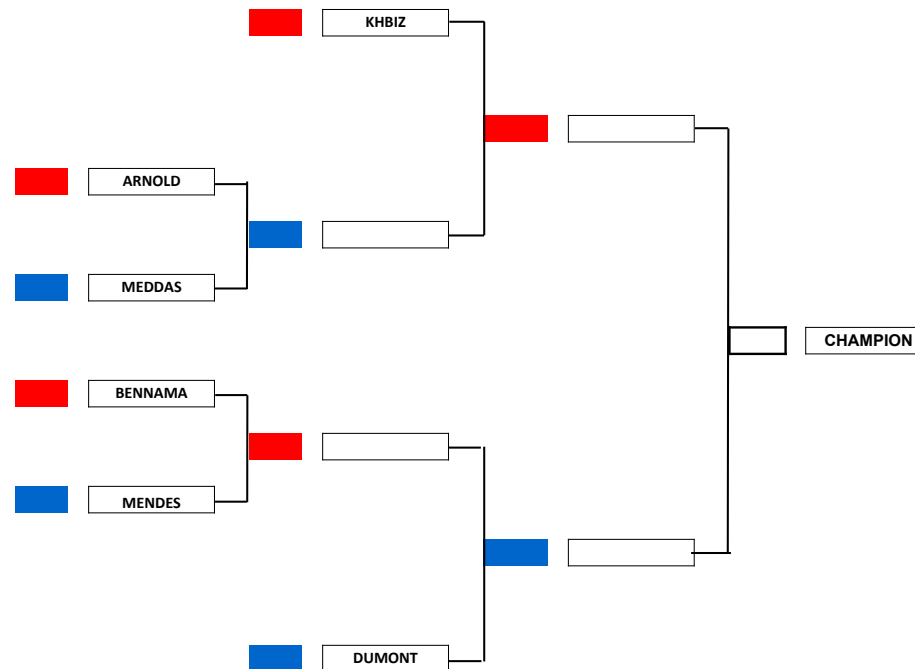 KHBIZ
ARNOLD
MEDDAS
CHAMPION
BENNAMA
MENDES
DUMONT